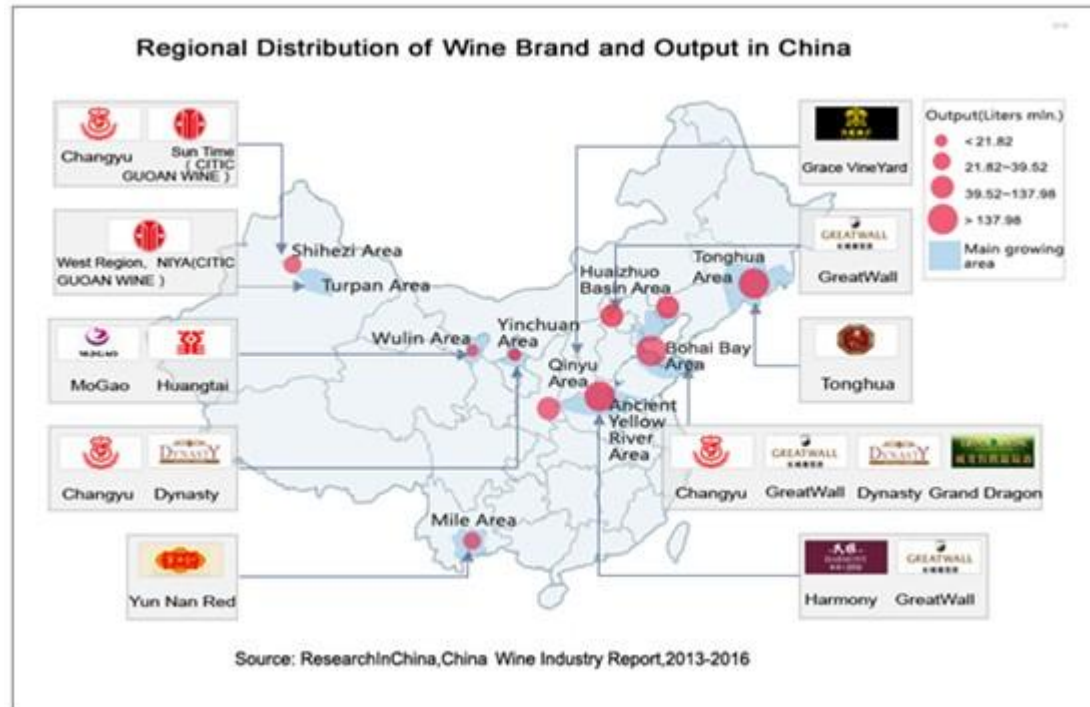 Regional Distribution of Wine Brand and Output in China
Changyu
Sun Time
( CITIC
GUOAN WINE )
West Region、NIYA(CITIC
GUOAN WINE )
MoGao
Huangtai
DYNASTY
Changyu
Dynasty
Yun Nan Red
Shihezi Area
Turpan Area
Wulin Area
Yinchuan
Area
Huaizhuo
Basin Area
Tonghua
Area
Qinyu
Area
Bohai Bay
Area
Ancient
Yellow
River
Area
Mile Area
Grace VineYard
GREATWALL
GreatWall
Tonghua
GREATWALL
DYNASTY
Changyu
GreatWall
Dynasty
Grand Dragon
HARMONY
GREATWALL
Harmony
GreatWall
Output(Liters mln.)
< 21.82
21.82~39.52
39.52~137.98
> 137.98
Main growing
area
Source: ResearchInChina,China Wine Industry Report,2013-2016